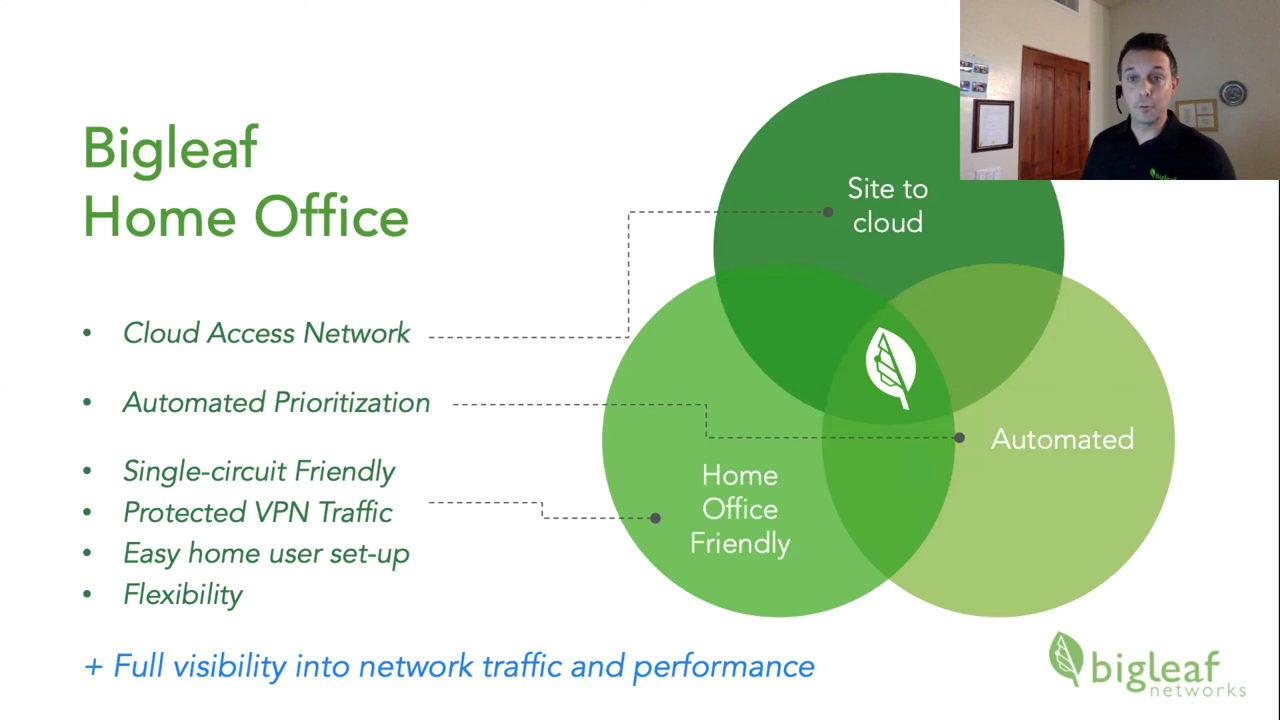 Bigleaf
Home Office
• Cloud Access Network
• Automated Prioritization
• Single-circuit Friendly
• Protected VPN Traffic
• Easy home user set-up
• Flexibility
+ Full visibility into network traffic and performance
Site to
cloud
Automated
Home
Office
Friendly
bigleaf
networks
bigleaf